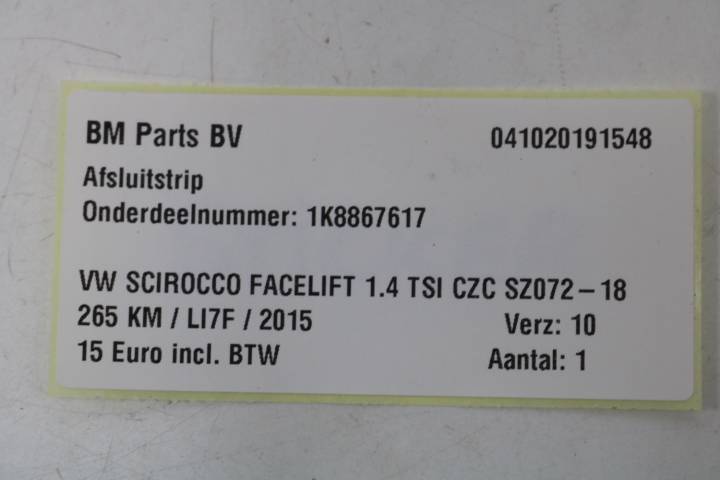 BM Parts BV 041020191548
Afsluitstrip
Onderdeelnummer: 1K8867617
VW SCIROCCO FACELIFT 1.4 TSI CZC SZ072-18
265 KM / LI7F / 2015 Verz: 10
15 Euro incl. BTW Aantal: 1